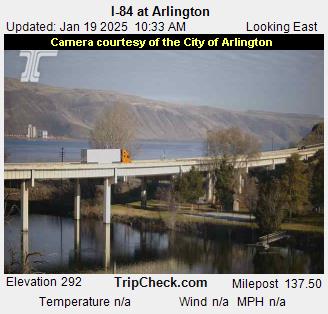 I-84 at Arlington
Updated: Jan 19 2025 10:33 AM Looking East
Camera courtesy of the City of Arlington
Elevation 292 TripCheck.com Milepost 137.50
Temperature n/a Wind n/a MPH n/a